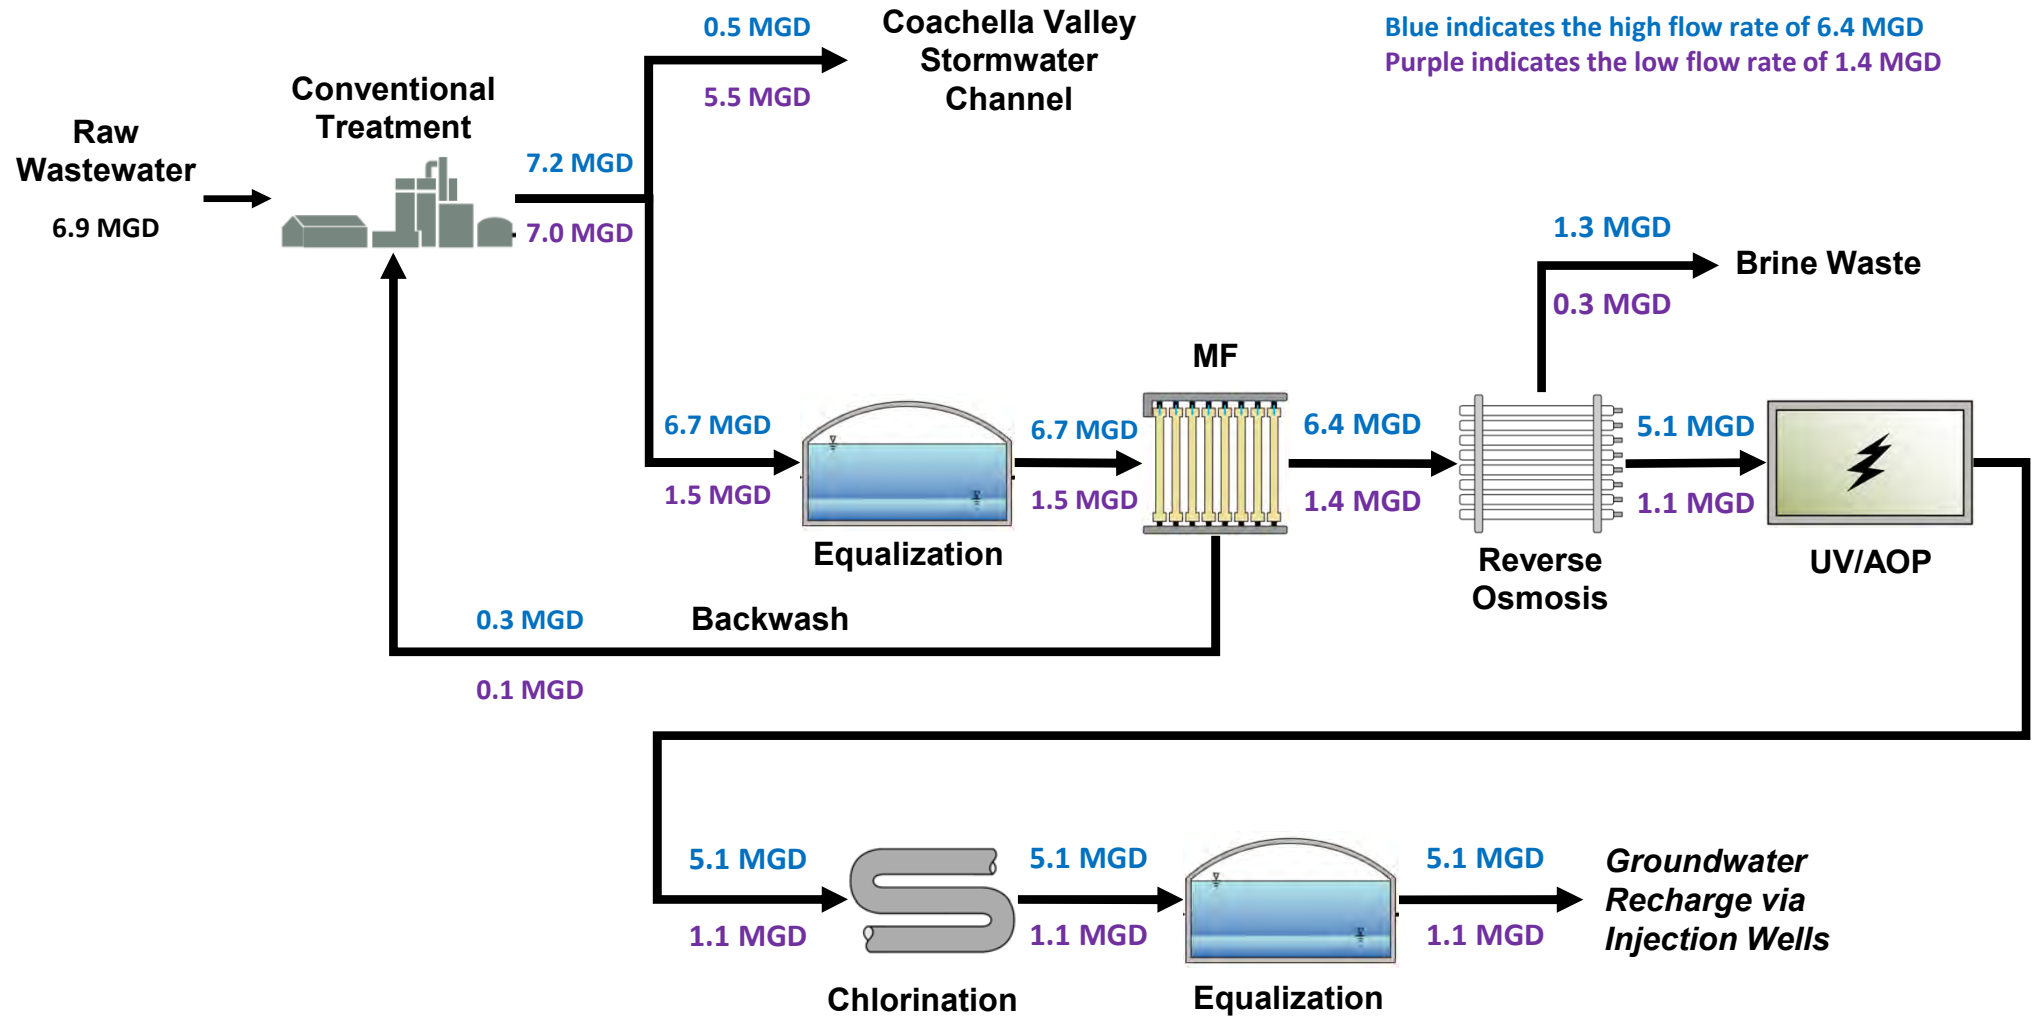 0.5 MGD
5.5 MGD
Coachella Valley
Stormwater
Channel
Blue indicates the high flow rate of 6.4 MGD
Purple indicates the low flow rate of 1.4 MGD
Raw
Wastewater
6.9 MGD
Conventional
Treatment
7.2 MGD
7.0 MGD
1.3 MGD
0.3 MGD
Brine Waste
6.7 MGD
1.5 MGD
Equalization
6.7 MGD
1.5 MGD
MF
6.4 MGD
1.4 MGD
Reverse
Osmosis
5.1 MGD
1.1 MGD
UV/AOP
0.3 MGD
0.1 MGD
Backwash
5.1 MGD
1.1 MGD
Chlorination
5.1 MGD
1.1 MGD
Equalization
5.1 MGD
1.1 MGD
Groundwater
Recharge via
Injection Wells